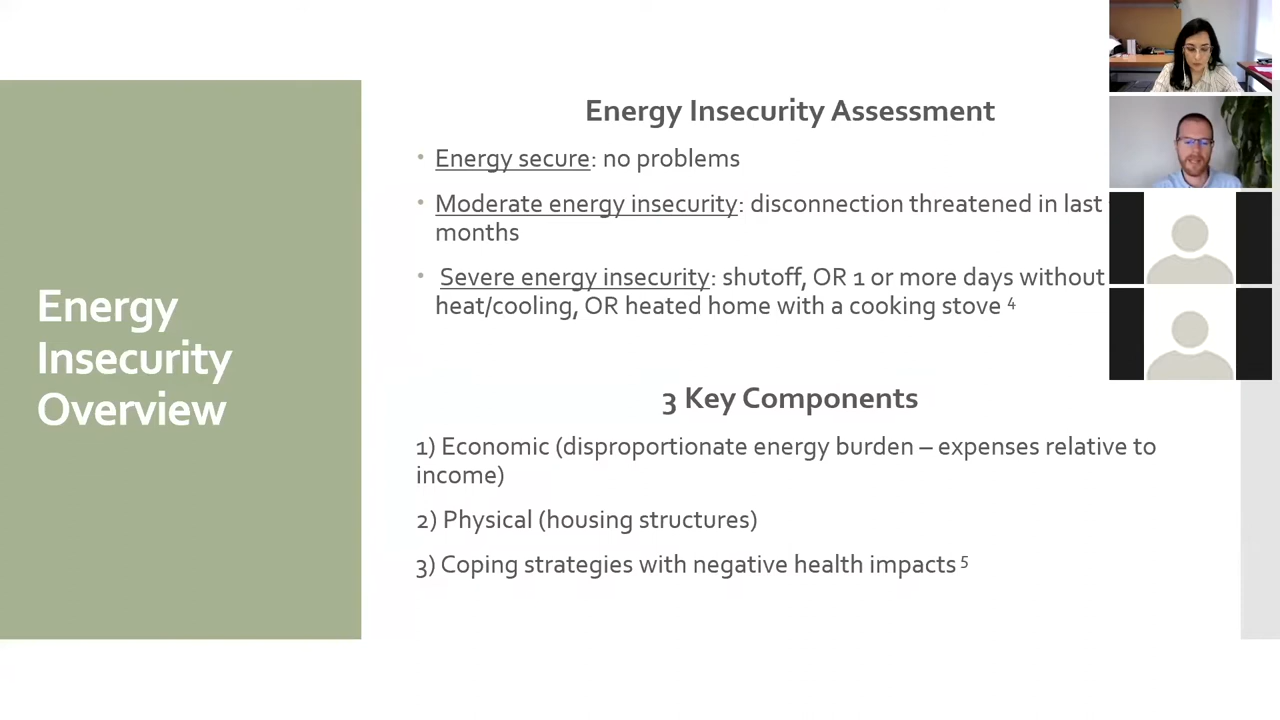 Energy
Insecurity
Overview
Energy Insecurity Assessment
• Energy secure: no problems
• Moderate energy insecurity: disconnection threatened in last
months
• Severe energy insecurity: shutoff, OR 1 or more days without
heat/cooling, OR heated home with a cooking stove 4
3 Key Components
1) Economic (disproportionate energy burden – expenses relative to
income)
2) Physical (housing structures)
3) Coping strategies with negative health impacts 5